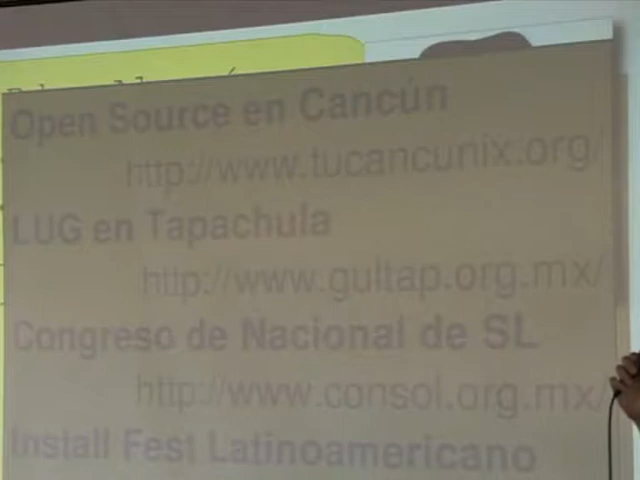 Open Source en Cancún
http://www.tucancunix.org/
LUG en Tapachula
http://www.gultap.org.mx/
Congreso de Nacional de SL
http://www.consol.org.mx/
Install Fest Latinoamericano